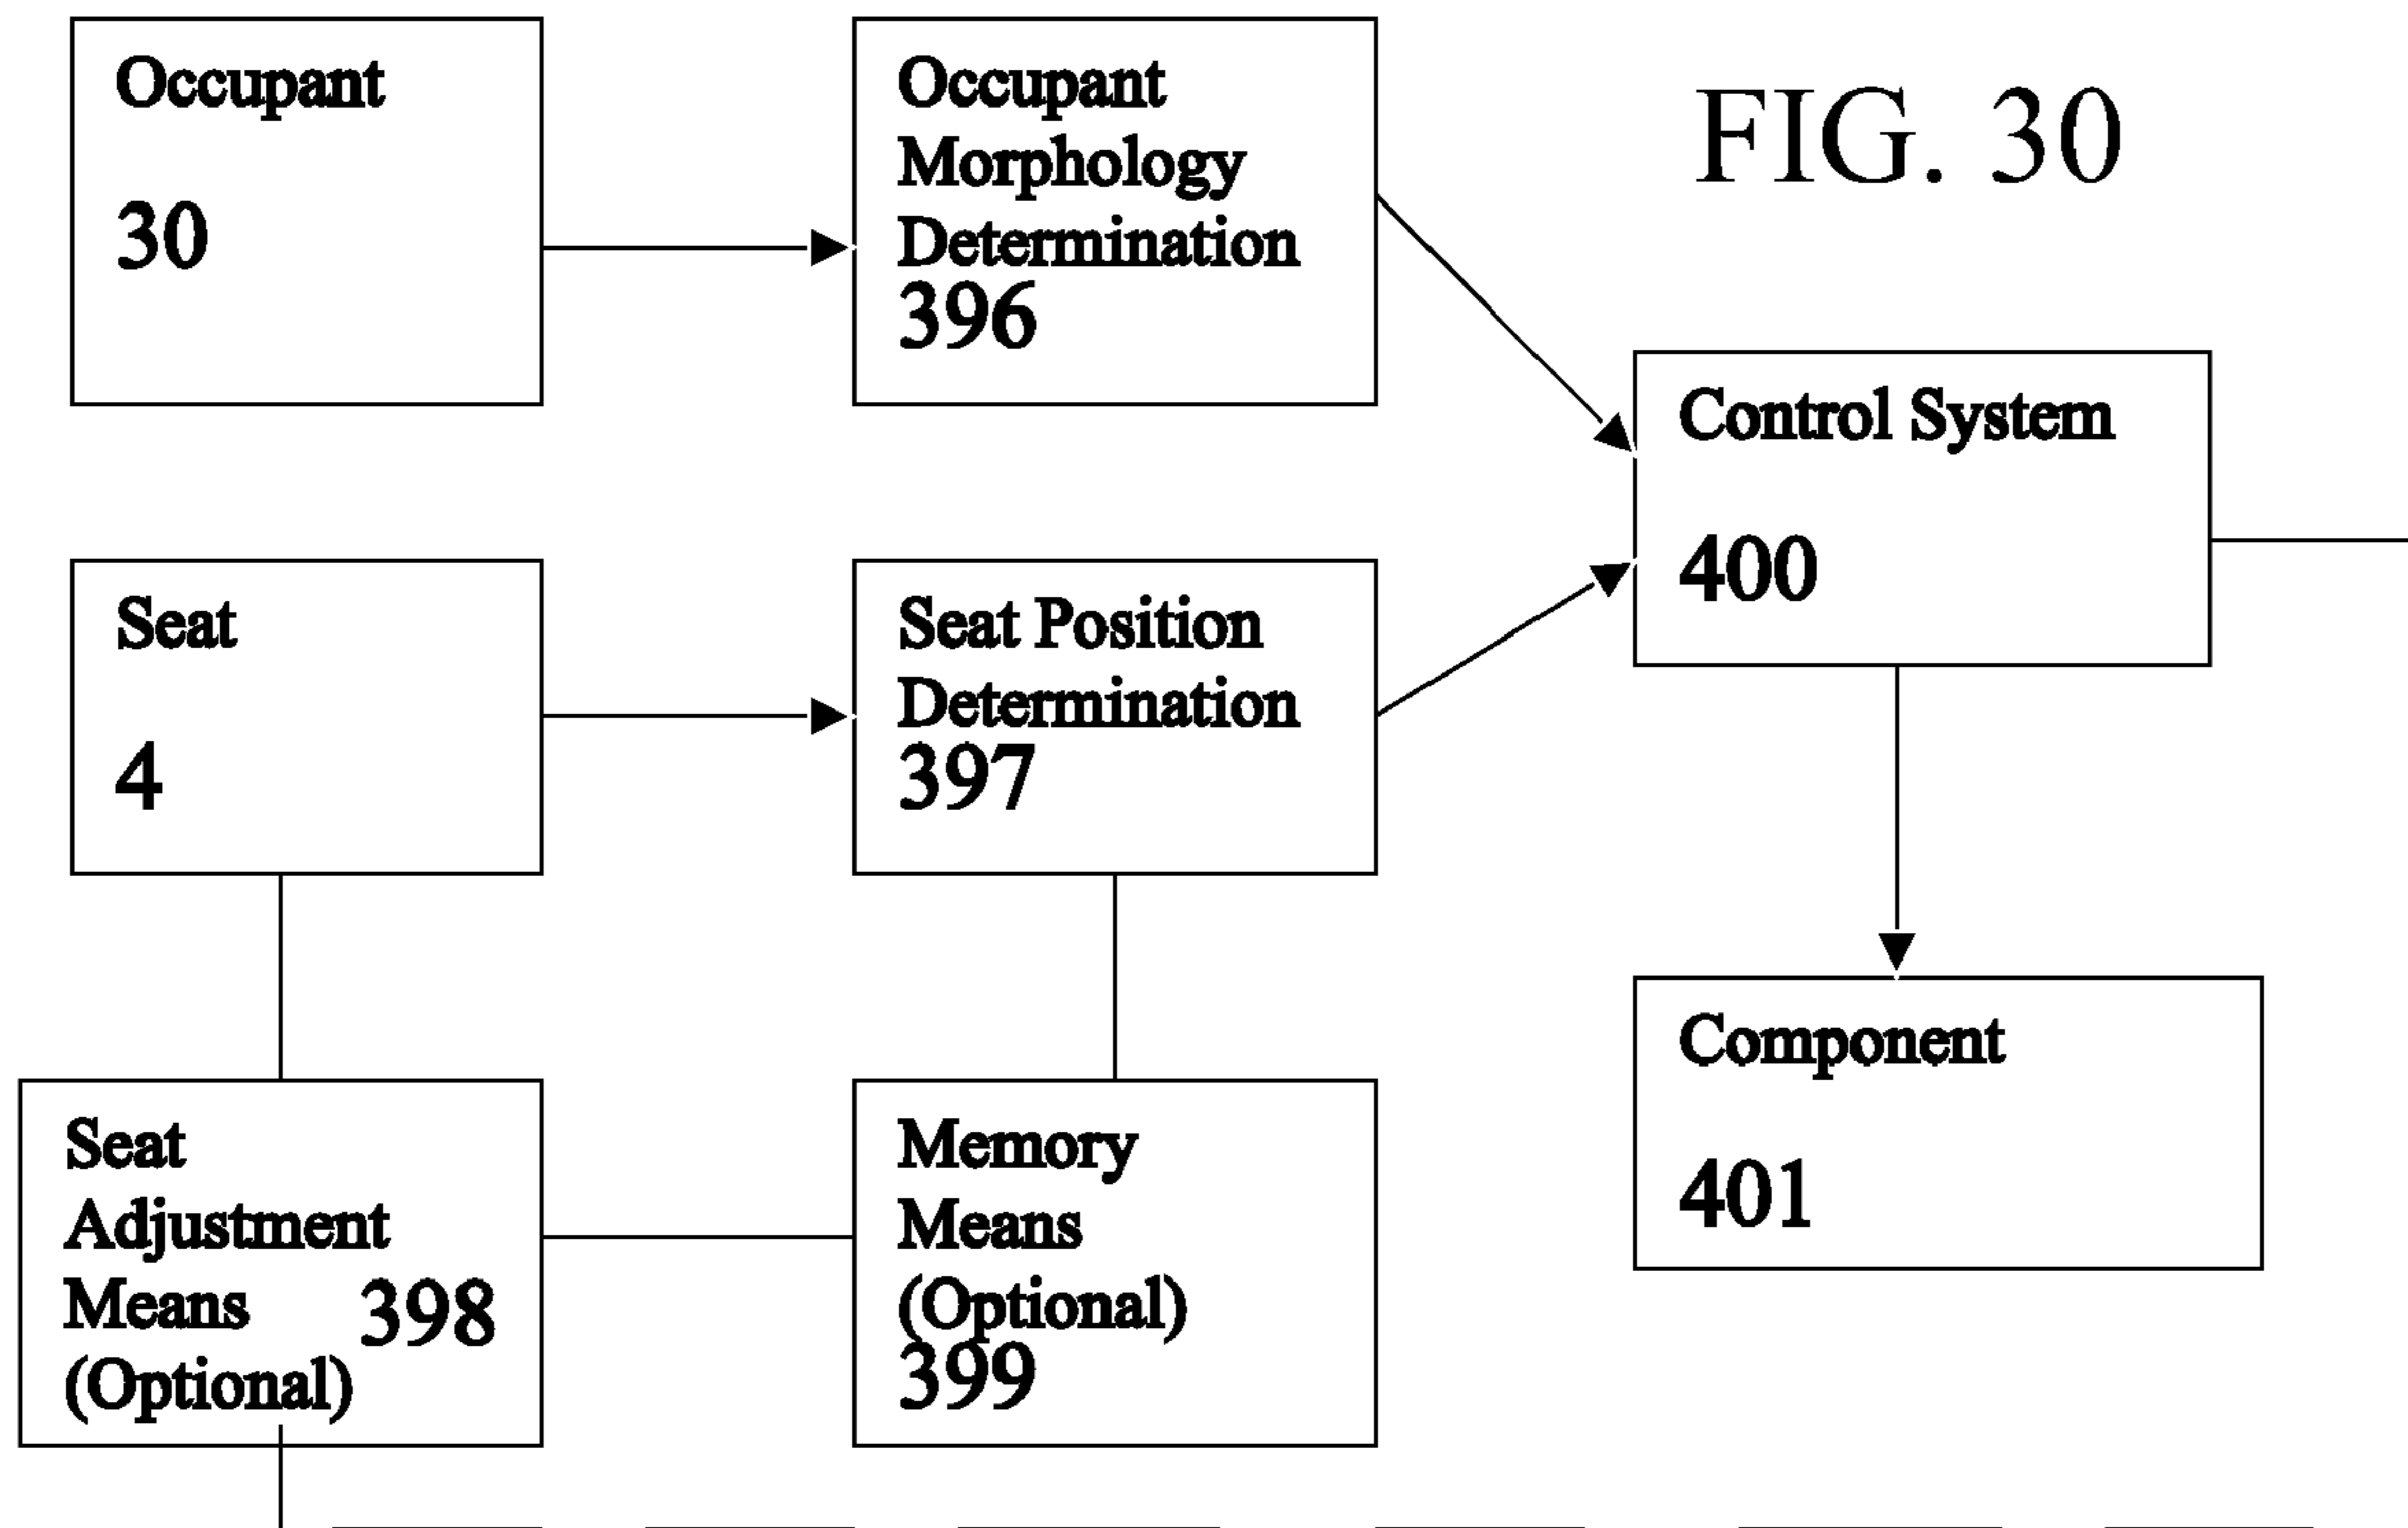 Occupant
30
Occupant
Morphology
Determination
396
FIG. 30
Control System
400
Seat
4
Seat Position
Determination
397
Component
401
Seat
Adjustment
Means 398
(Optional)
Memory
Means
(Optional)
399